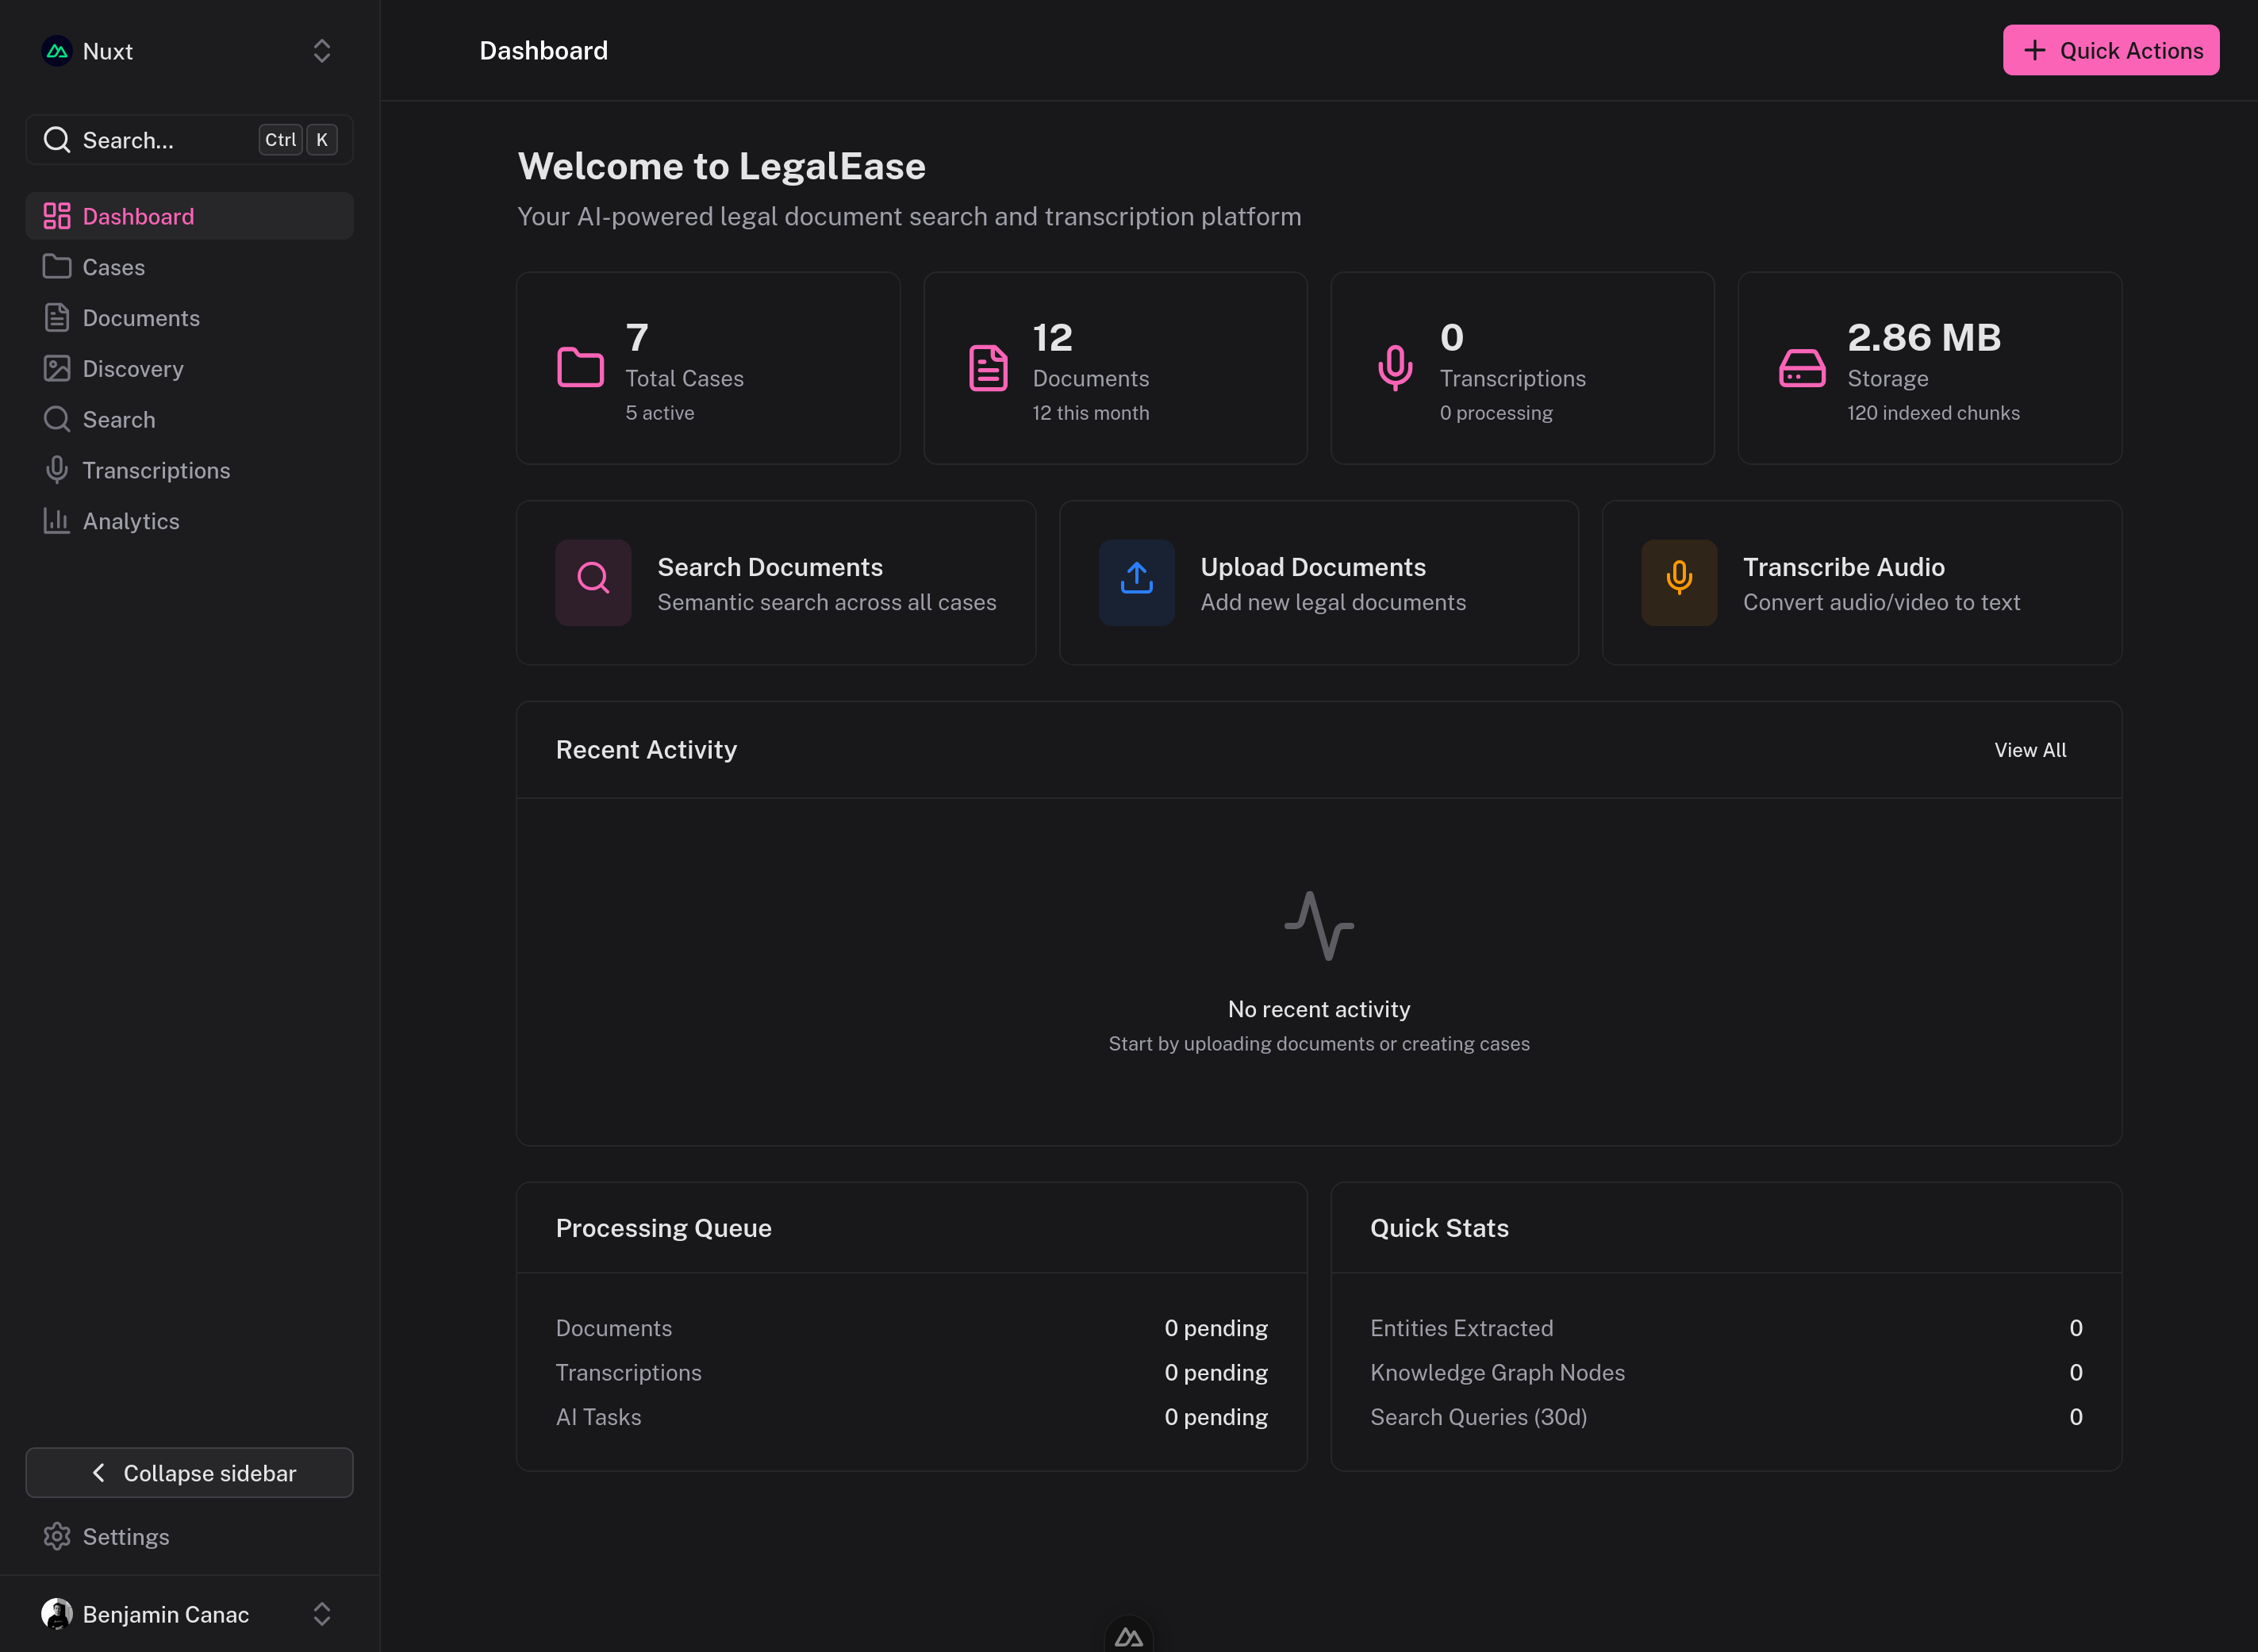 Nuxt
Search...
Ctrl K
Dashboard
Cases
Documents
Discovery
Search
Transcriptions
Analytics
Collapse sidebar
Settings
Benjamin Canac
Dashboard
Quick Actions
Welcome to LegalEase
Your AI-powered legal document search and transcription platform
7
Total Cases
5 active
12
Documents
12 this month
0
Transcriptions
0 processing
2.86 MB
Storage
120 indexed chunks
Search Documents
Semantic search across all cases
Upload Documents
Add new legal documents
Transcribe Audio
Convert audio/video to text
Recent Activity
View All
No recent activity
Start by uploading documents or creating cases
Processing Queue
Documents 0 pending
Transcriptions 0 pending
AI Tasks 0 pending
Quick Stats
Entities Extracted 0
Knowledge Graph Nodes 0
Search Queries (30d) 0